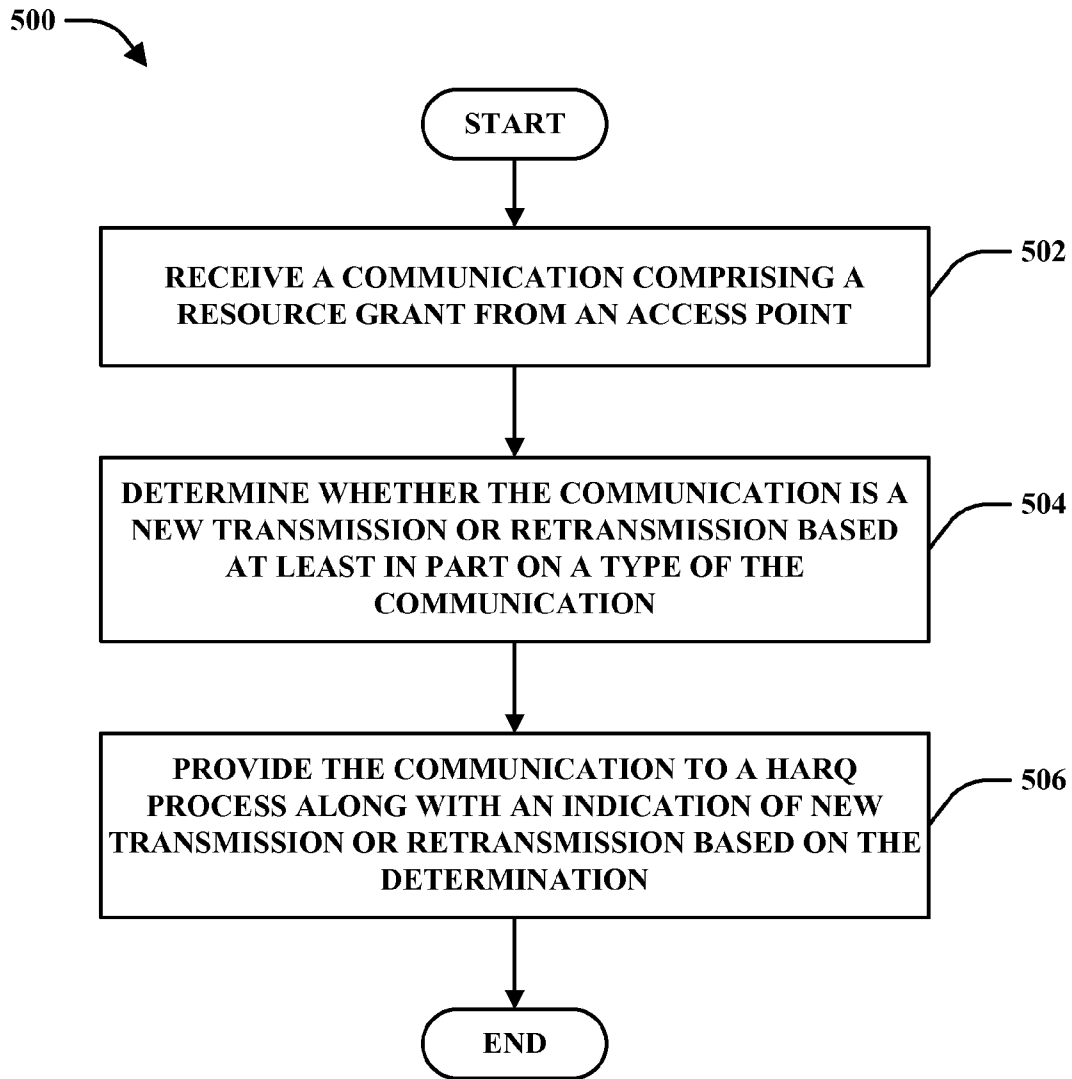 500
START
RECEIVE A COMMUNICATION COMPRISING A
RESOURCE GRANT FROM AN ACCESS POINT
502
DETERMINE WHETHER THE COMMUNICATION IS A
NEW TRANSMISSION OR RETRANSMISSION BASED
AT LEAST IN PART ON A TYPE OF THE
COMMUNICATION
504
PROVIDE THE COMMUNICATION TO A HARQ
PROCESS ALONG WITH AN INDICATION OF NEW
TRANSMISSION OR RETRANSMISSION BASED ON THE
DETERMINATION
506
END